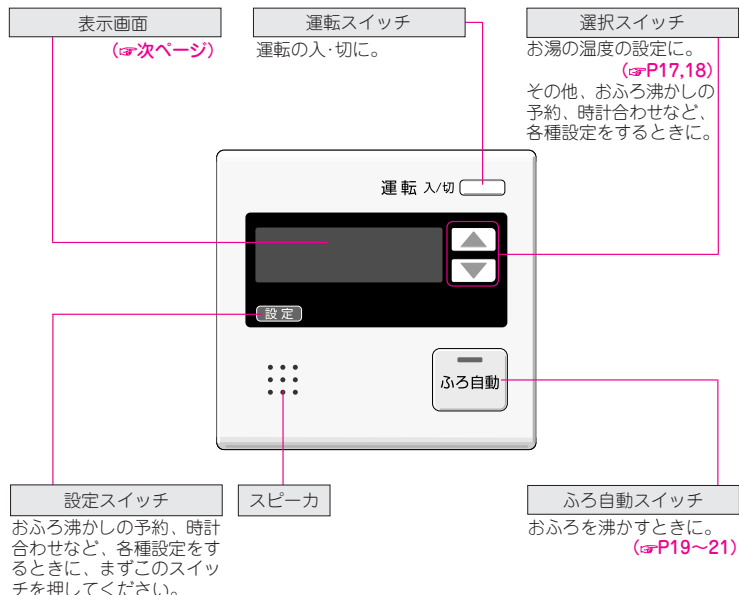 表示画面
(☞次ページ)
運転スイッチ
運転の入·切に。
選択スイッチ
お湯の温度の設定に。
(☞P17,18)
その他、おふろ沸かしの
予約、時計合わせなど、
各種設定をするときに。
運転 入/切
設定
ふろ自動
設定スイッチ
おふろ沸かしの予約、時計
合わせなど、各種設定をす
るときに、まずこのスイッ
チを押してください。
スピーカ
ふろ自動スイッチ
おふろを沸かすときに。
(☞P19〜21)